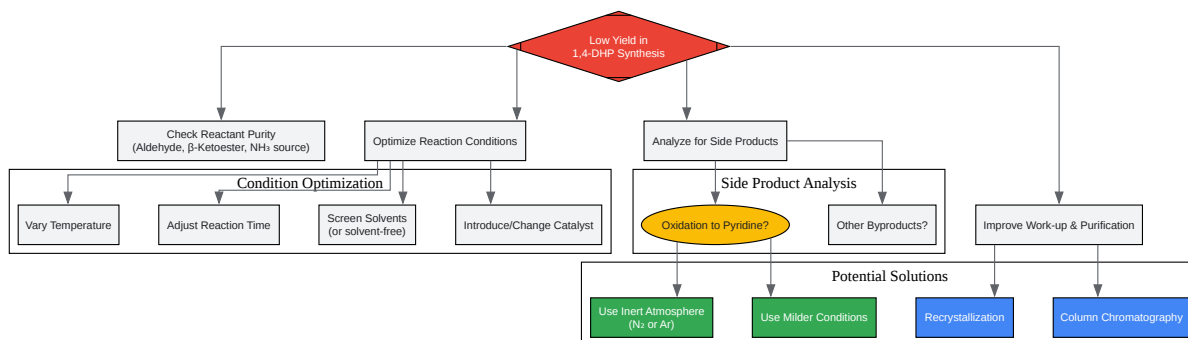 Low Yield in
1,4-DHP Synthesis
Check Reactant Purity
(Aldehyde, β-Ketoester, NH₃ source)
Optimize Reaction Conditions
Analyze for Side Products
Condition Optimization
Side Product Analysis
Vary Temperature
Adjust Reaction Time
Screen Solvents
(or solvent-free)
Introduce/Change Catalyst
Oxidation to Pyridine?
Other Byproducts?
Improve Work-up & Purification
Potential Solutions
Use Inert Atmosphere
(N₂ or Ar)
Use Milder Conditions
Recrystallization
Column Chromatography